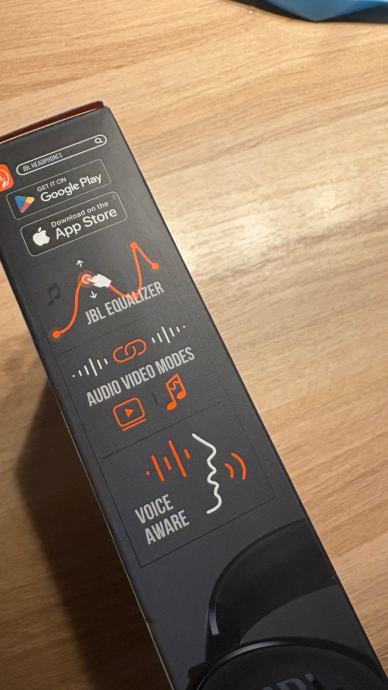 JBL HEADPHONES
GET IT ON
Google Play
Download on the
App Store
JBL EQUALIZER
AUDIO VIDEO MODES
VOICE
AWARE